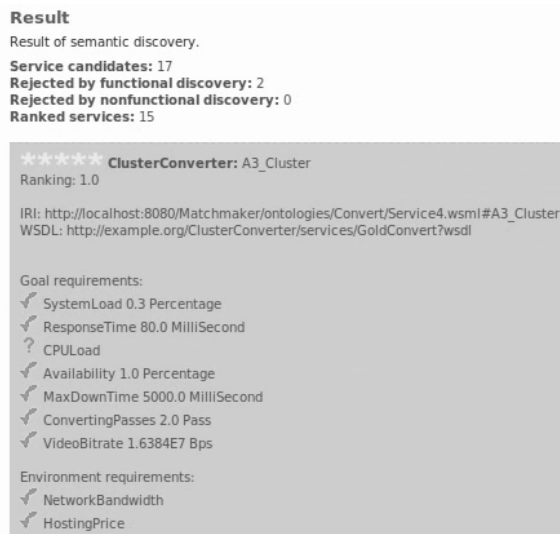 Result
Result of semantic discovery.
Service candidates: 17
Rejected by functional discovery: 2
Rejected by nonfunctional discovery: 0
Ranked services: 15
ClusterConverter: A3_Cluster
Ranking: 1.0
IRI: http://localhost:8080/Matchmaker/ontologies/Convert/Service4.wsml#A3_Cluster
WSDL: http://example.org/ClusterConverter/services/GoldConvert?wsdl
Goal requirements:
SystemLoad 0.3 Percentage
ResponseTime 80.0 MilliSecond
? CPULoad
Availability 1.0 Percentage
MaxDownTime 5000.0 MilliSecond
ConvertingPasses 2.0 Pass
VideoBitrate 1.6384E7 Bps
Environment requirements:
NetworkBandwidth
HostingPrice